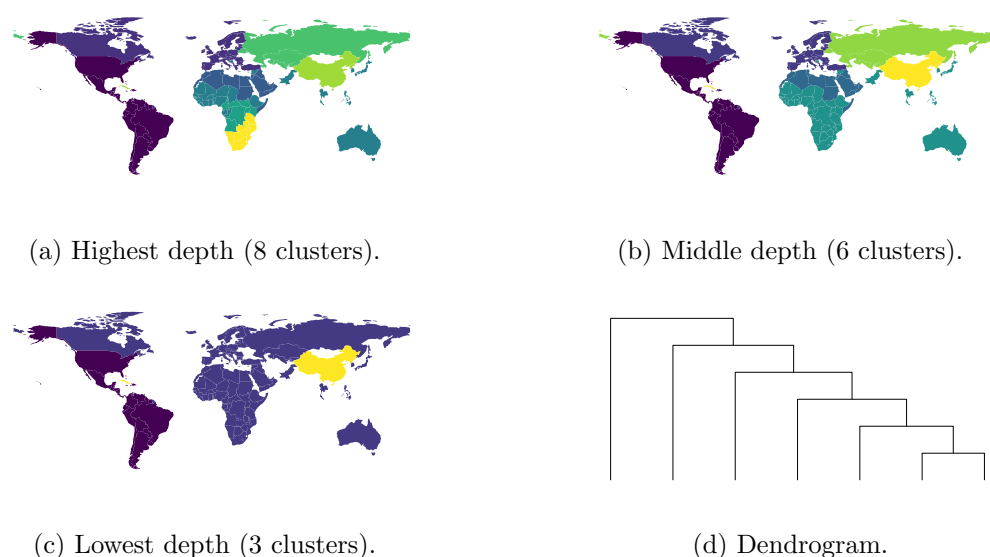 (a) Highest depth (8 clusters).
(b) Middle depth (6 clusters).
(c) Lowest depth (3 clusters).
(d) Dendrogram.